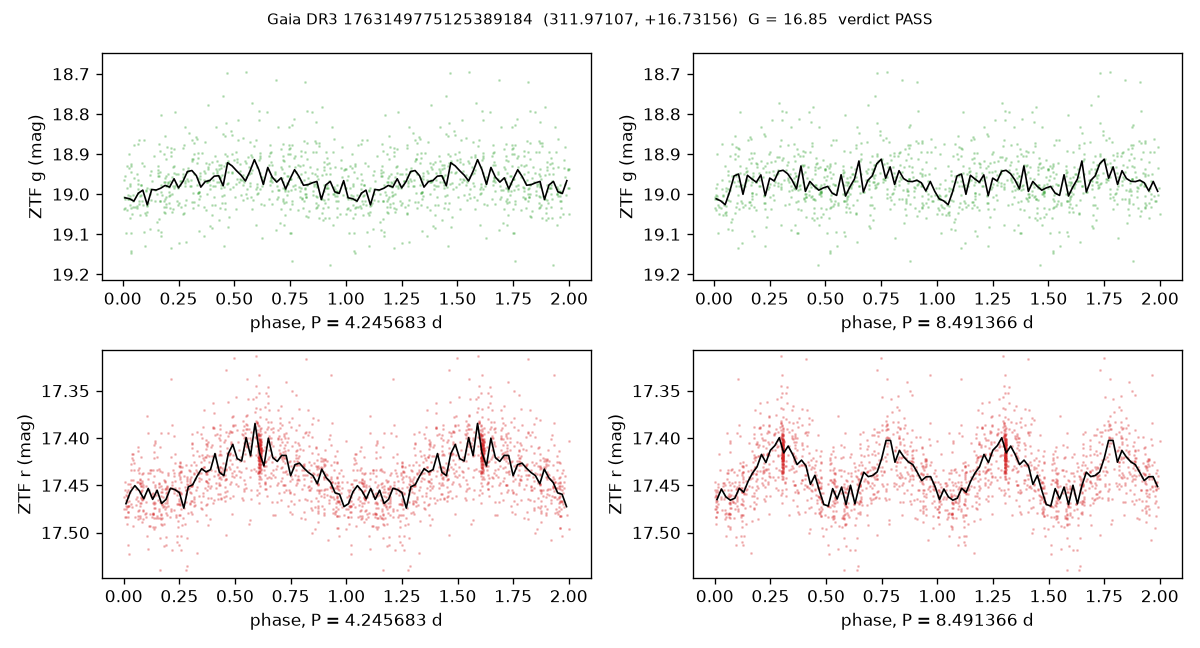 Gaia DR3 1763149775125389184 (311.97107, +16.73156) G = 16.85 verdict PASS
ZTF g (mag)
18.7
18.8
18.9
19.0
19.1
19.2
0.00 0.25 0.50 0.75 1.00 1.25 1.50 1.75 2.00
phase, P = 4.245683 d
ZTF g (mag)
18.7
18.8
18.9
19.0
19.1
19.2
0.00 0.25 0.50 0.75 1.00 1.25 1.50 1.75 2.00
phase, P = 8.491366 d
ZTF r (mag)
17.35
17.40
17.45
17.50
0.00 0.25 0.50 0.75 1.00 1.25 1.50 1.75 2.00
phase, P = 4.245683 d
ZTF r (mag)
17.35
17.40
17.45
17.50
0.00 0.25 0.50 0.75 1.00 1.25 1.50 1.75 2.00
phase, P = 8.491366 d